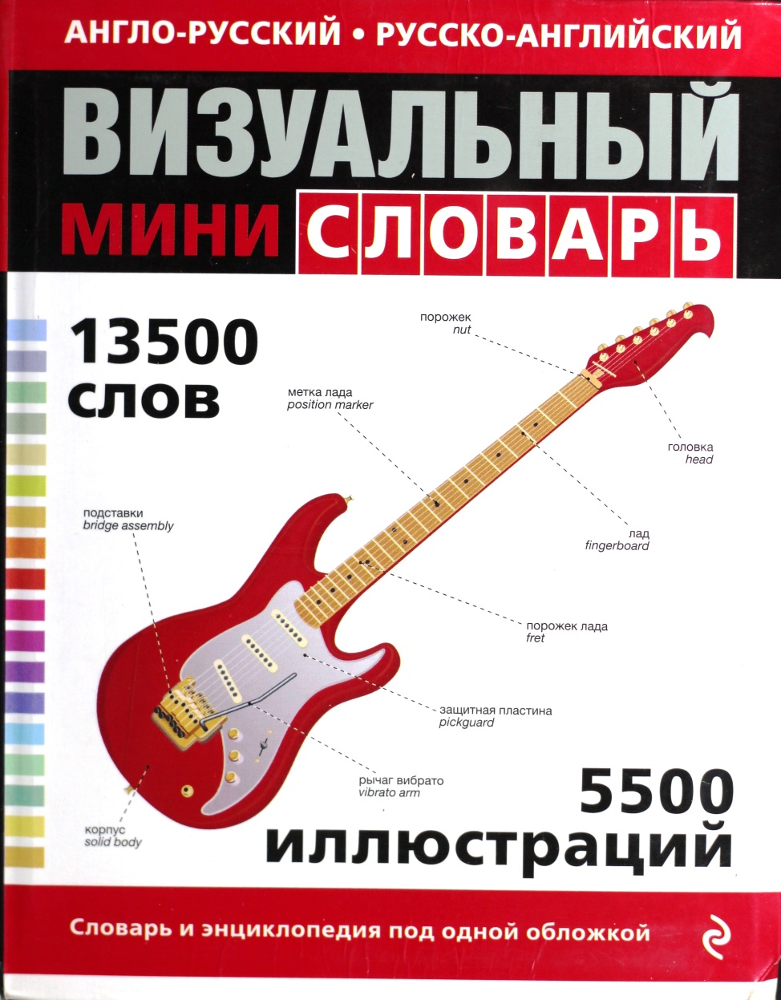 АНГЛО-РУССКИЙ • РУССКО-АНГЛИЙСКИЙ
ВИЗУАЛЬНЫЙ
МИНИ СЛОВАРЬ
13500
слов
порожек
nut
метка лада
position marker
головка
head
подставки
bridge assembly
лад
fingerboard
порожек лада
fret
защитная пластина
pickguard
рычаг вибрато
vibrato arm
корпус
solid body
5500
иллюстраций
Словарь и энциклопедия под одной обложкой